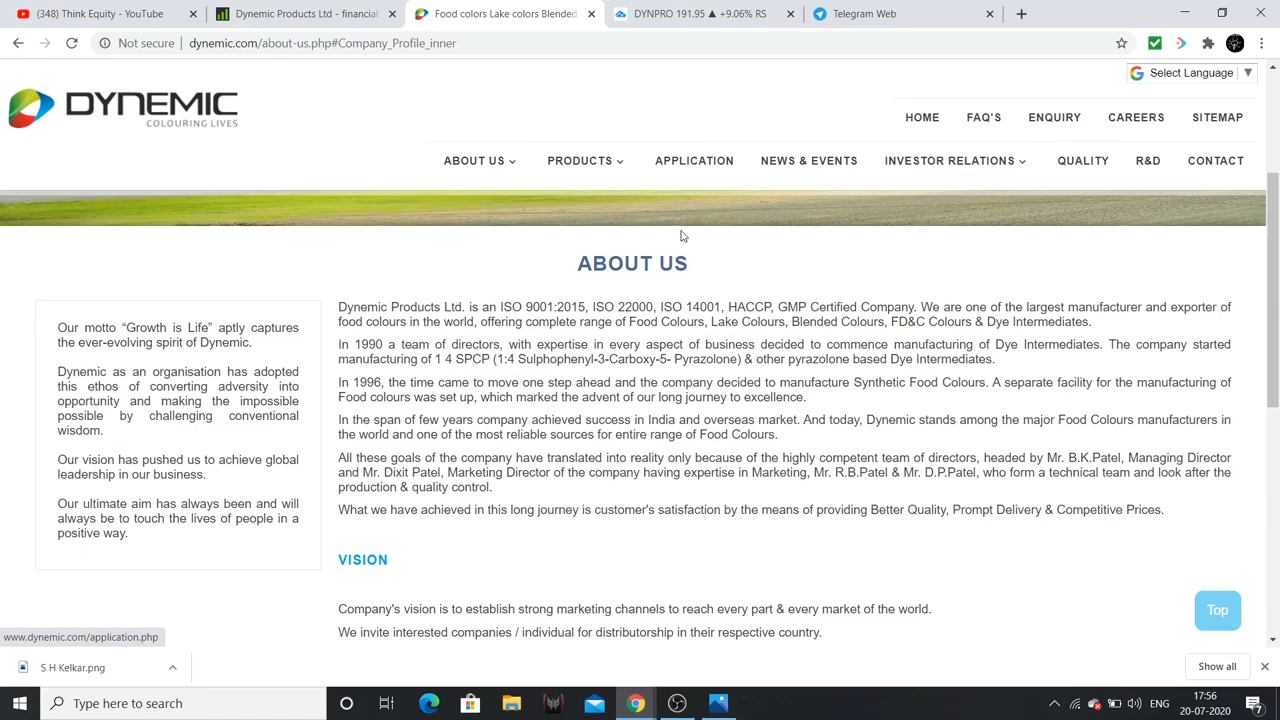 (348) Think Equity - YouTube
Dynemic Products Ltd - financial
Food colors Lake colors Blended
DYNPRO 191.95 ▲ +9.06% RS
Telegram Web
Not secure | dynemic.com/about-us.php#Company_Profile_inner
Select Language ▼
DYNEMIC
COLOURING LIVES
HOME FAQ'S ENQUIRY CAREERS SITEMAP
ABOUT US PRODUCTS APPLICATION NEWS & EVENTS INVESTOR RELATIONS QUALITY R&D CONTACT
ABOUT US
Our motto “Growth is Life” aptly captures
the ever-evolving spirit of Dynemic.
Dynemic as an organisation has adopted
this ethos of converting adversity into
opportunity and making the impossible
possible by challenging conventional
wisdom.
Our vision has pushed us to achieve global
leadership in our business.
Our ultimate aim has always been and will
always be to touch the lives of people in a
positive way.
Dynemic Products Ltd. is an ISO 9001:2015, ISO 22000, ISO 14001, HACCP, GMP Certified Company. We are one of the largest manufacturer and exporter of
food colours in the world, offering complete range of Food Colours, Lake Colours, Blended Colours, FD&C Colours & Dye Intermediates.
In 1990 a team of directors, with expertise in every aspect of business decided to commence manufacturing of Dye Intermediates. The company started
manufacturing of 1 4 SPCP (1:4 Sulphophenyl-3-Carboxy-5- Pyrazolone) & other pyrazolone based Dye Intermediates.
In 1996, the time came to move one step ahead and the company decided to manufacture Synthetic Food Colours. A separate facility for the manufacturing of
Food colours was set up, which marked the advent of our long journey to excellence.
In the span of few years company achieved success in India and overseas market. And today, Dynemic stands among the major Food Colours manufacturers in
the world and one of the most reliable sources for entire range of Food Colours.
All these goals of the company have translated into reality only because of the highly competent team of directors, headed by Mr. B.K.Patel, Managing Director
and Mr. Dixit Patel, Marketing Director of the company having expertise in Marketing, Mr. R.B.Patel & Mr. D.P.Patel, who form a technical team and look after the
production & quality control.
What we have achieved in this long journey is customer's satisfaction by the means of providing Better Quality, Prompt Delivery & Competitive Prices.
VISION
Company's vision is to establish strong marketing channels to reach every part & every market of the world.
We invite interested companies / individual for distributorship in their respective country.
Top
www.dynemic.com/application.php
S H Kelkar.png
Show all
Type here to search
ENG
17:56
20-07-2020
7